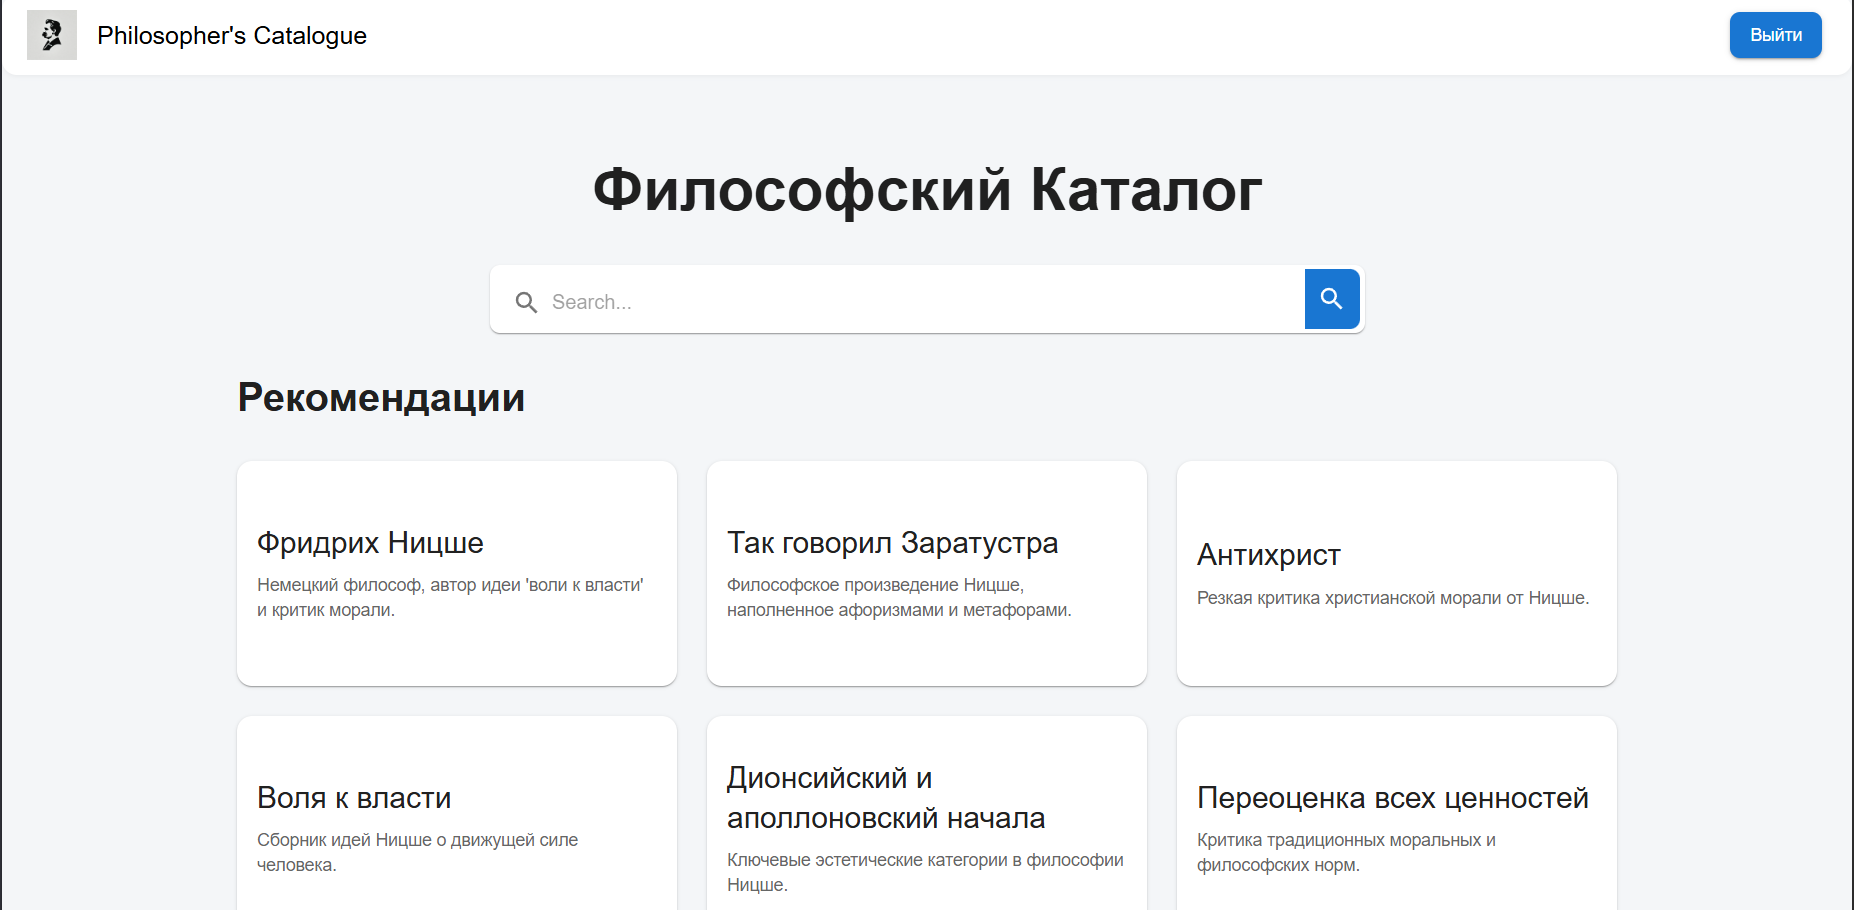 Philosopher's Catalogue
Выйти
Философский Каталог
Search...
Рекомендации
Фридрих Ницше
Немецкий философ, автор идеи 'воли к власти'
и критик морали.
Так говорил Заратустра
Философское произведение Ницше,
наполненное афоризмами и метафорами.
Антихрист
Резкая критика христианской морали от Ницше.
Воля к власти
Сборник идей Ницше о движущей силе
человека.
Дионсийский и
аполлоновский начала
Ключевые эстетические категории в философии
Ницше.
Переоценка всех ценностей
Критика традиционных моральных и
философских норм.